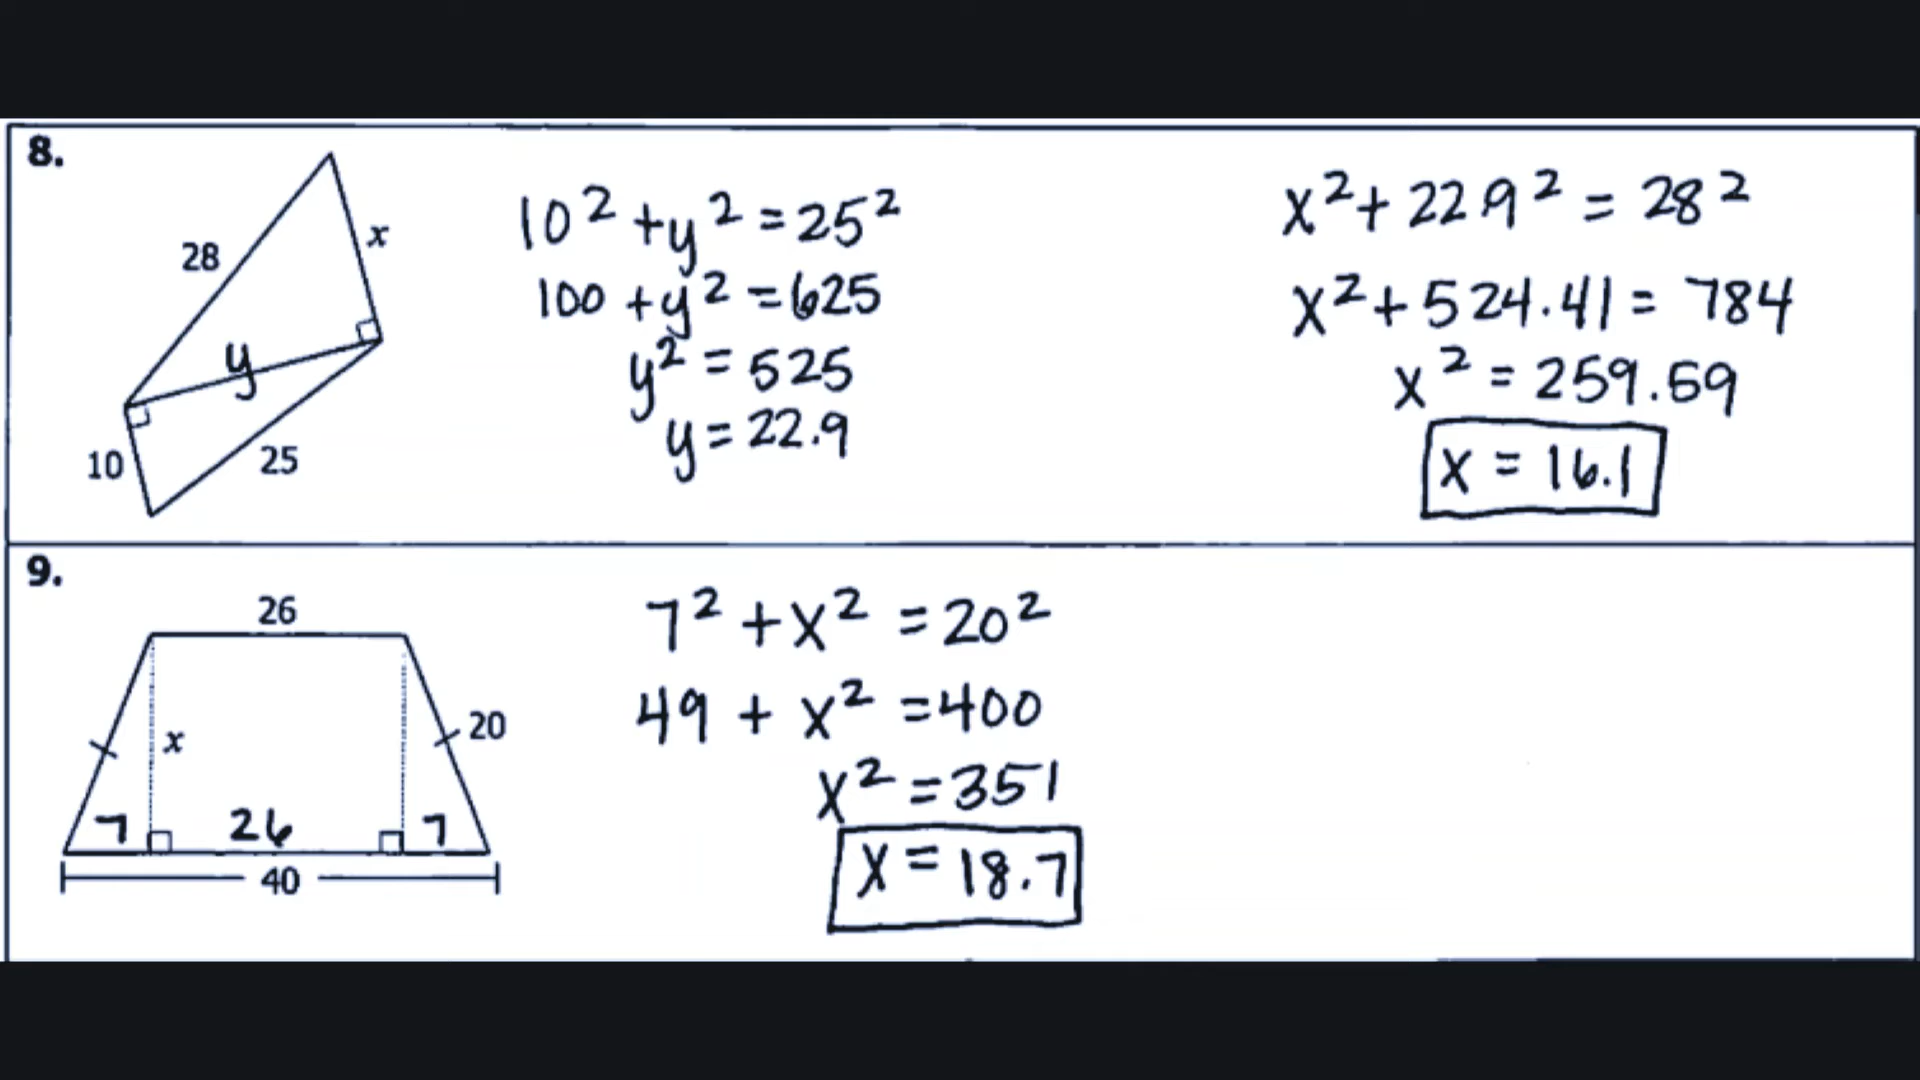 8.
28
x
y
10
25
10² + y² = 25²
100 + y² = 625
y² = 525
y = 22.9
x² + 22.9² = 28²
x² + 524.41 = 784
x² = 259.59
x = 16.1
9.
26
x
20
7
26
7
40
7² + x² = 20²
49 + x² = 400
x² = 351
x = 18.7